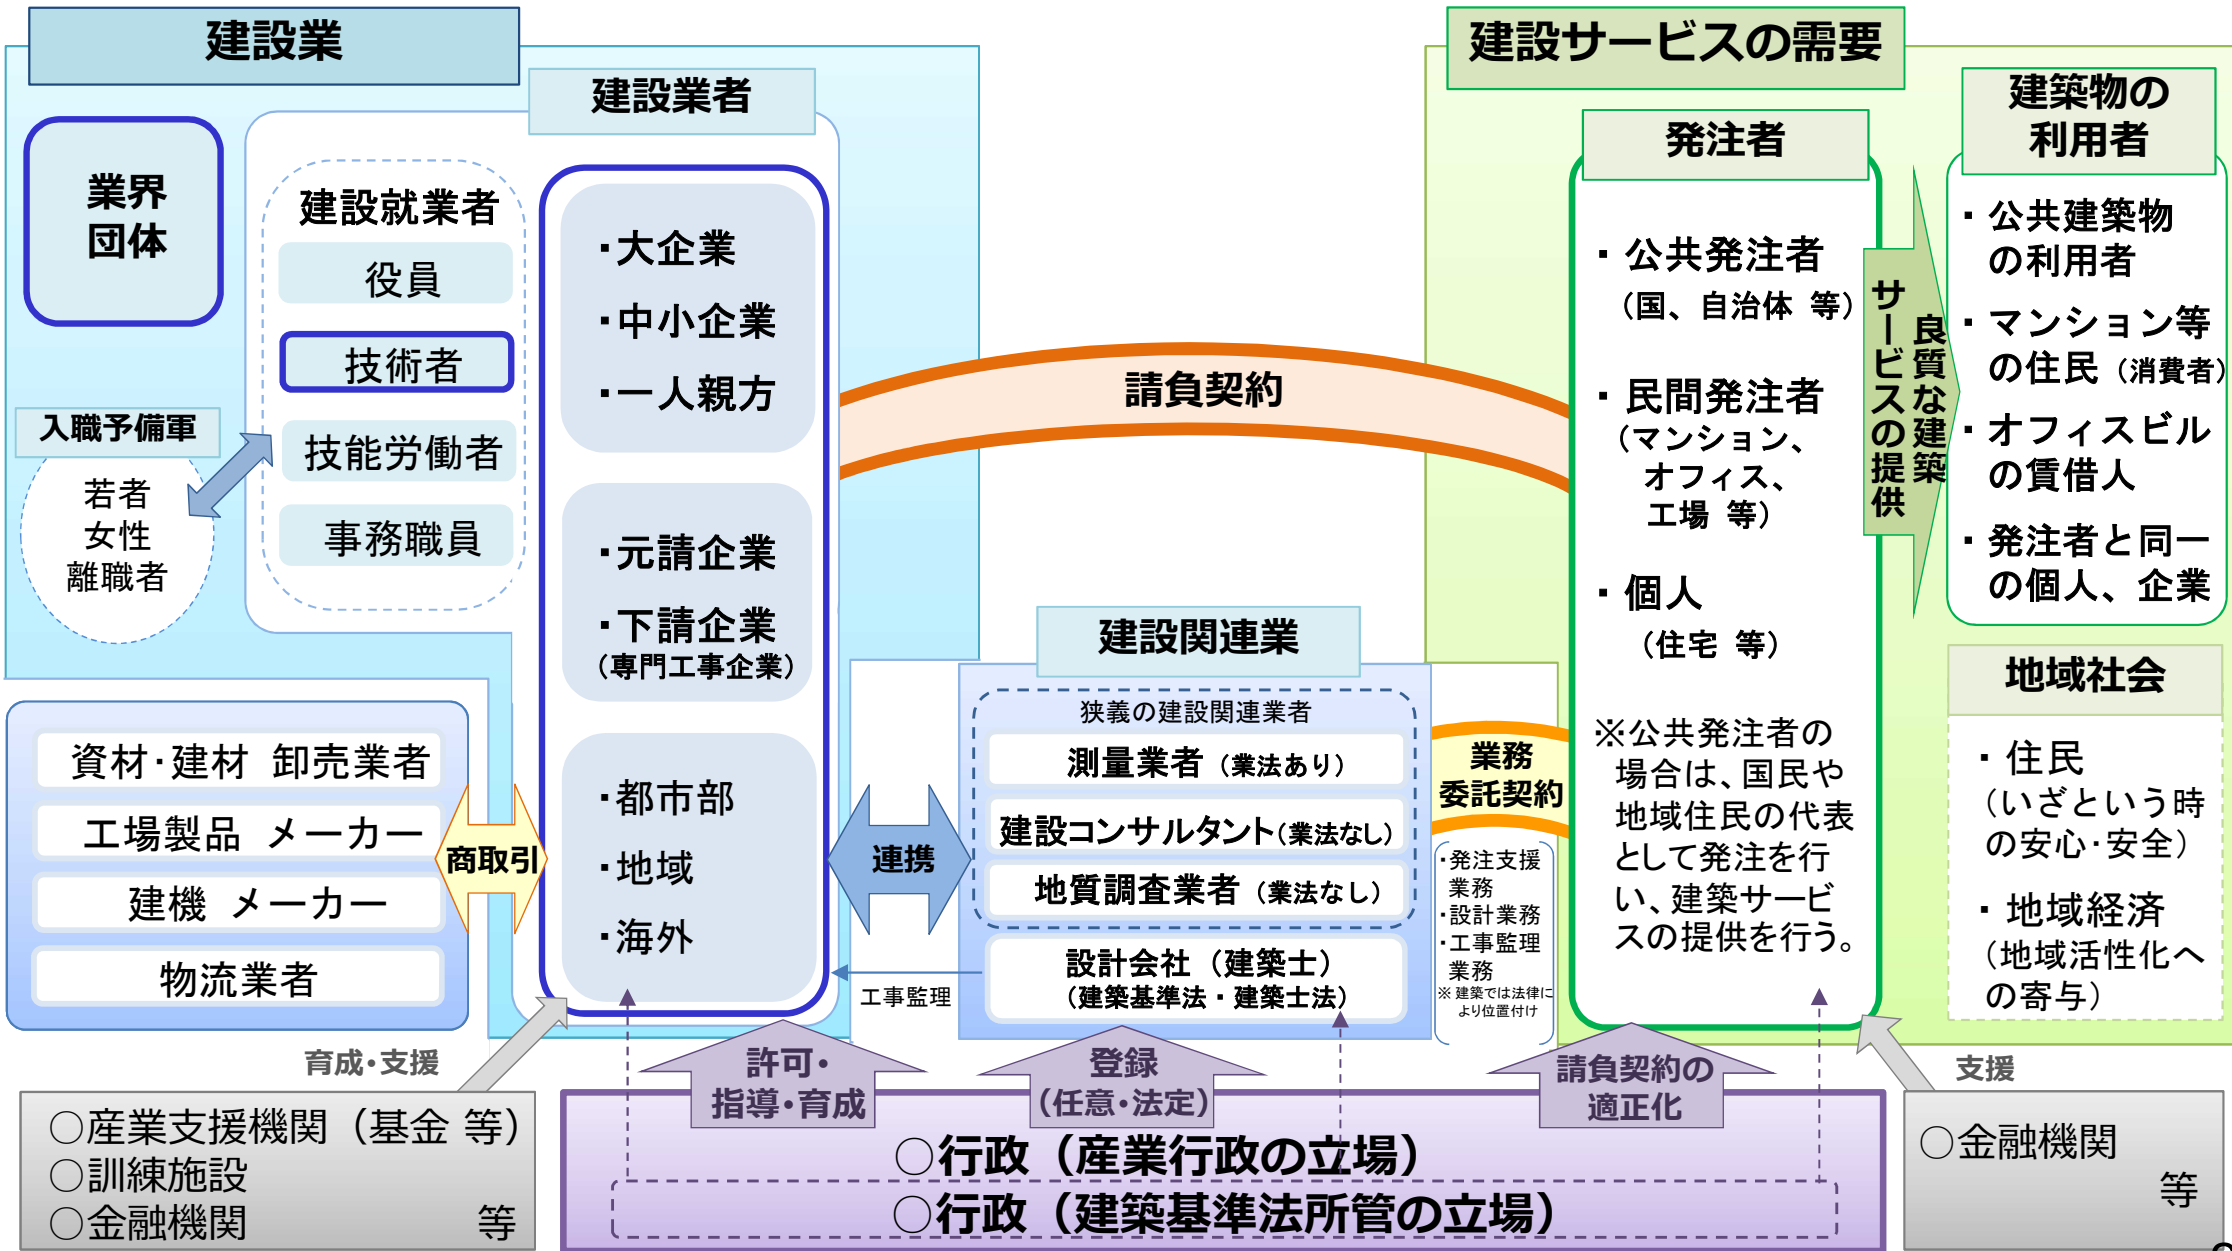 建設業
建設業者
業界
団体
建設就業者
役員
技術者
技能労働者
事務職員
入職予備軍
若者
女性
離職者
・大企業
・中小企業
・一人親方
・元請企業
・下請企業
（専門工事企業）
・都市部
・地域
・海外
資材・建材 卸売業者
工場製品 メーカー
建機 メーカー
物流業者
商取引
連携
請負契約
建設関連業
狭義の建設関連業者
測量業者（業法あり）
建設コンサルタント（業法なし）
地質調査業者（業法なし）
設計会社（建築士）
（建築基準法・建築士法）
工事監理
業務
委託契約
・発注支援
業務
・設計業務
・工事監理
業務
※ 建築では法律に
より位置付け
建設サービスの需要
発注者
・公共発注者
（国、自治体 等）
・民間発注者
（マンション、
オフィス、
工場 等）
・個人
（住宅 等）
※公共発注者の
場合は、国民や
地域住民の代表
として発注を行
い、建築サービ
スの提供を行う。
良質な建築
サービスの提供
建築物の
利用者
・公共建築物
の利用者
・マンション等
の住民（消費者）
・オフィスビル
の賃借人
・発注者と同一
の個人、企業
地域社会
・住民
（いざという時
の安心・安全）
・地域経済
（地域活性化へ
の寄与）
育成・支援
○産業支援機関（基金 等）
○訓練施設
○金融機関 等
許可・
指導・育成
登録
（任意・法定）
請負契約の
適正化
○行政（産業行政の立場）
○行政（建築基準法所管の立場）
支援
○金融機関
等